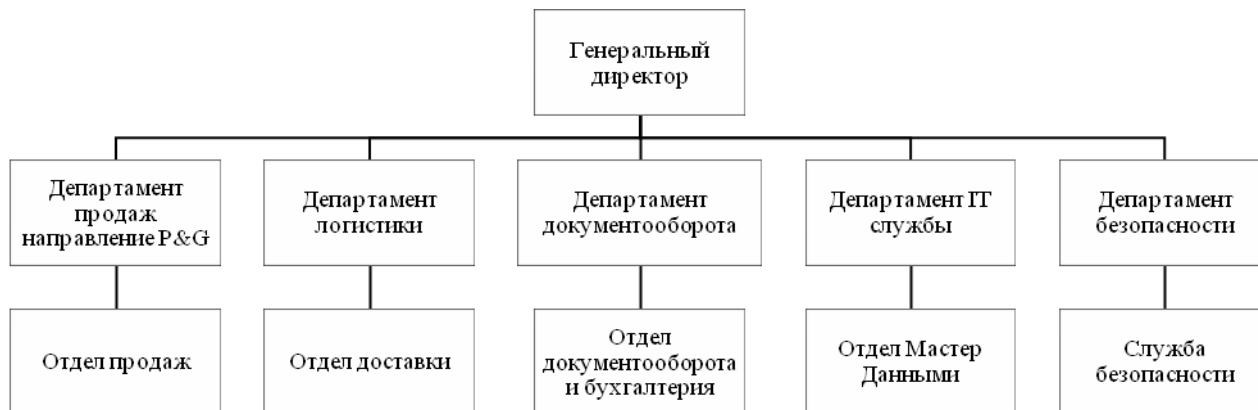 Генеральный
директор
Департамент
продаж
направление P&G
Департамент
логистики
Департамент
документооборота
Департамент IT
службы
Департамент
безопасности
Отдел продаж
Отдел доставки
Отдел
документооборота
и бухгалтерия
Отдел Мастер
Данными
Служба
безопасности